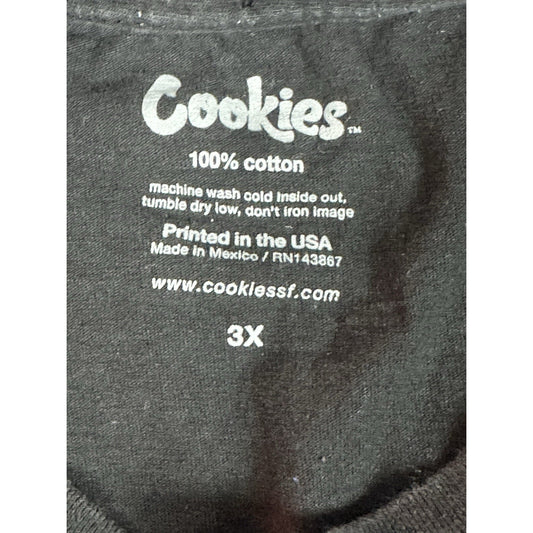 Cookies™
100% cotton
machine wash cold inside out,
tumble dry low, don't iron image
Printed in the USA
Made in Mexico / RN143867
www.cookiessf.com
3X